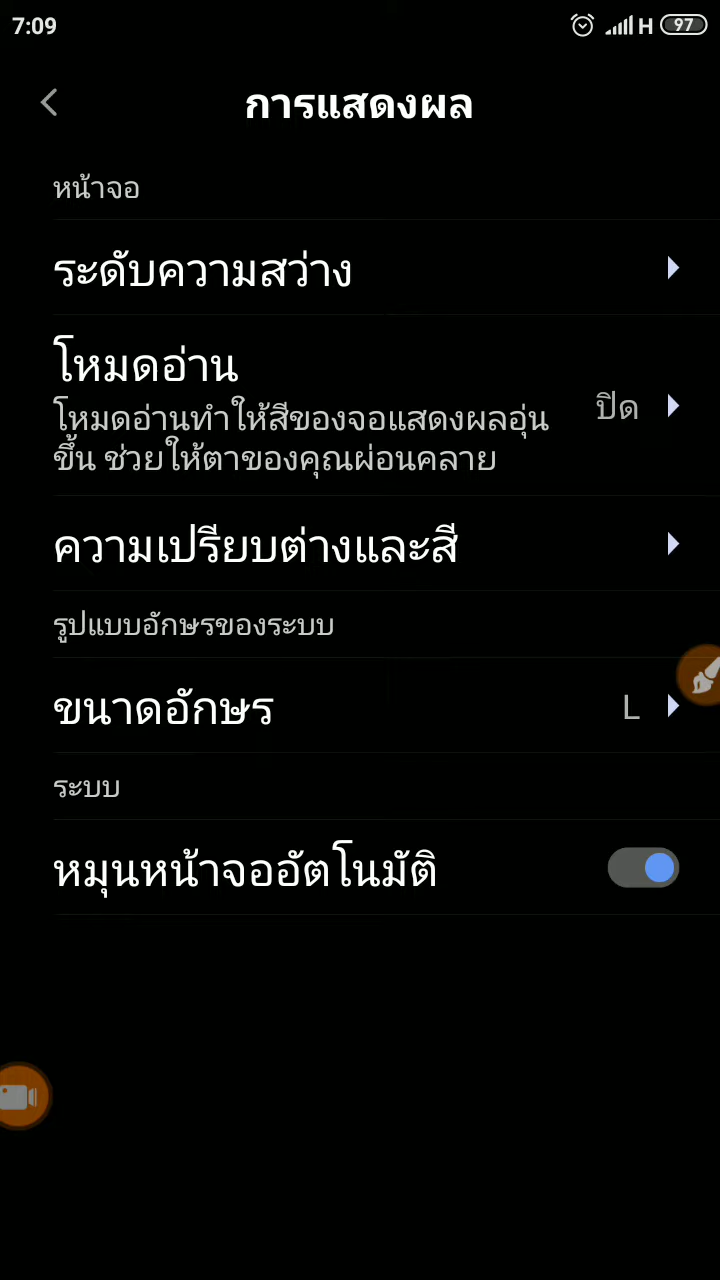 7:09
H 97
การแสดงผล
หน้าจอ
ระดับความสว่าง
โหมดอ่าน
โหมดอ่านทำให้สีของจอแสดงผลอุ่น
ขึ้น ช่วยให้ตาของคุณผ่อนคลาย
ปิด
ความเปรียบต่างและสี
รูปแบบอักษรของระบบ
ขนาดอักษร
L
ระบบ
หมุนหน้าจออัตโนมัติ